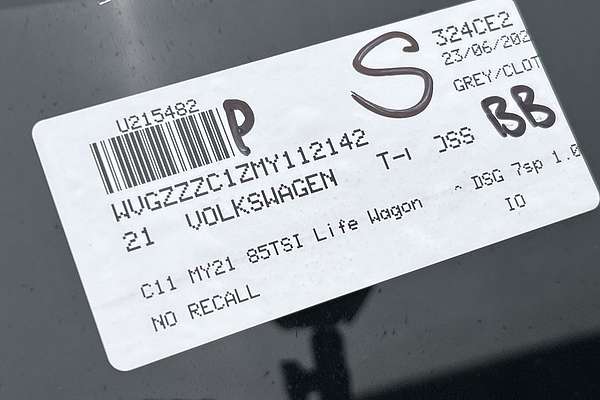 U215482 P S 324CE2
23/06/202
GREY/CLOT
WVGZZZC1ZMY112142 BB
21 VOLKSWAGEN DSS
C11 MY21 85TSI Life Wagon DSG 7sp 1.0
NO RECALL IO